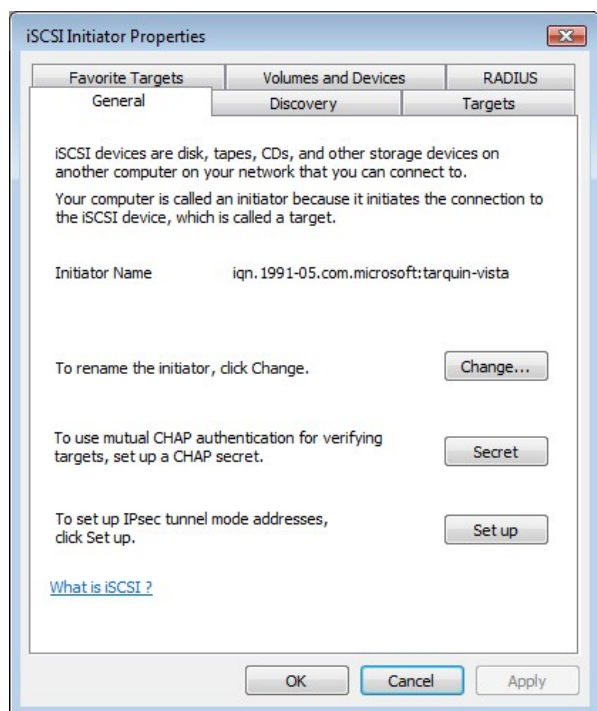 iSCSI Initiator Properties
Favorite Targets
Volumes and Devices
RADIUS
General
Discovery
Targets
iSCSI devices are disk, tapes, CDs, and other storage devices on
another computer on your network that you can connect to.
Your computer is called an initiator because it initiates the connection to
the iSCSI device, which is called a target.
Initiator Name iqn.1991-05.com.microsoft:tarquin-vista
To rename the initiator, click Change.
Change...
To use mutual CHAP authentication for verifying
targets, set up a CHAP secret.
Secret
To set up IPsec tunnel mode addresses,
click Set up.
Set up
What is iSCSI ?
OK
Cancel
Apply